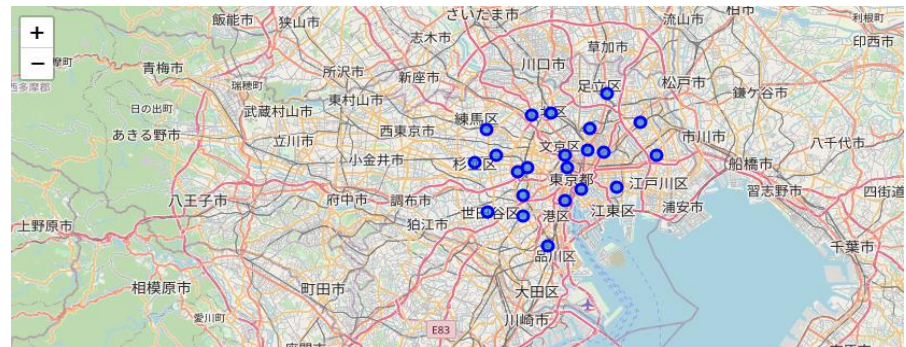 さいたま市
柏市
利根町
飯能市
狭山市
流山市
印西市
志木市
草加市
川口市
青梅市
所沢市
新座市
足立区
松戸市
鎌ケ谷市
瑞穂町
東村山市
日の出町
武蔵村山市
練馬区
北区
あきる野市
立川市
西東京市
文京区
市川市
八千代市
小金井市
杉並区
船橋市
東京都
江戸川区
習志野市
四街
八王子市
府中市
調布市
世田谷区
港区
江東区
浦安市
上野原市
狛江市
千葉市
品川区
相模原市
町田市
大田区
愛川町
川崎市
E83
+
−